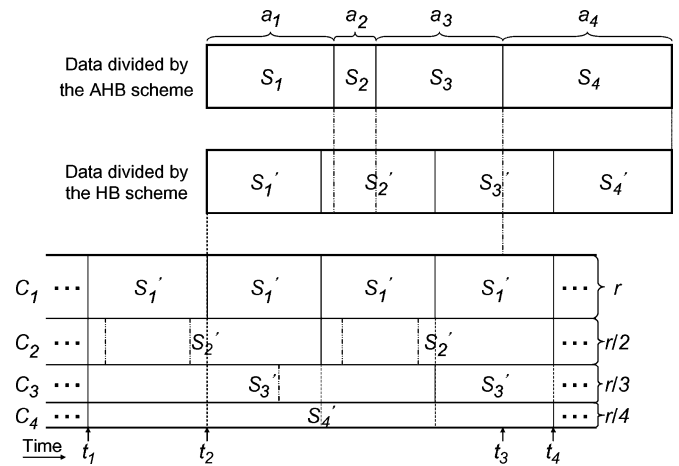 a1 a2 a3 a4
Data divided by
the AHB scheme
S1 S2 S3 S4
Data divided by
the HB scheme
S1′ S2′ S3′ S4′
C1 ··· S1′ S1′ S1′ S1′ ··· r
C2 ··· S2′ S2′ ··· r/2
C3 ··· S3′ S3′ ··· r/3
C4 ··· S4′ ··· r/4
Time t1 t2 t3 t4